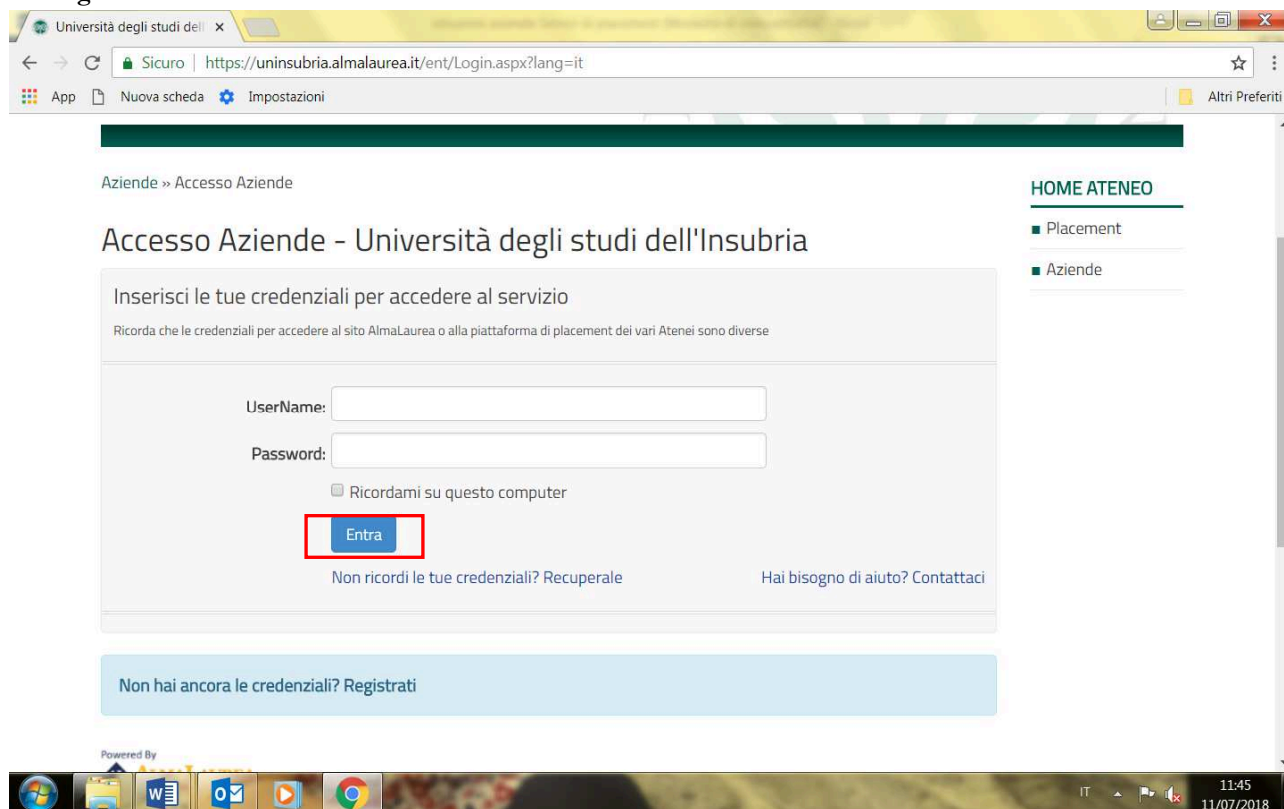 Università degli studi dell
Sicuro | https://uninsubria.almalaurea.it/ent/Login.aspx?lang=it
App Nuova scheda Impostazioni Altri Preferiti
Aziende » Accesso Aziende
HOME ATENEO
Placement
Aziende
Accesso Aziende - Università degli studi dell'Insubria
Inserisci le tue credenziali per accedere al servizio
Ricorda che le credenziali per accedere al sito AlmaLaurea o alla piattaforma di placement dei vari Atenei sono diverse
UserName:
Password:
Ricordami su questo computer
Entra
Non ricordi le tue credenziali? Recuperale Hai bisogno di aiuto? Contattaci
Non hai ancora le credenziali? Registrati
Powered By
IT 11:45
11/07/2018